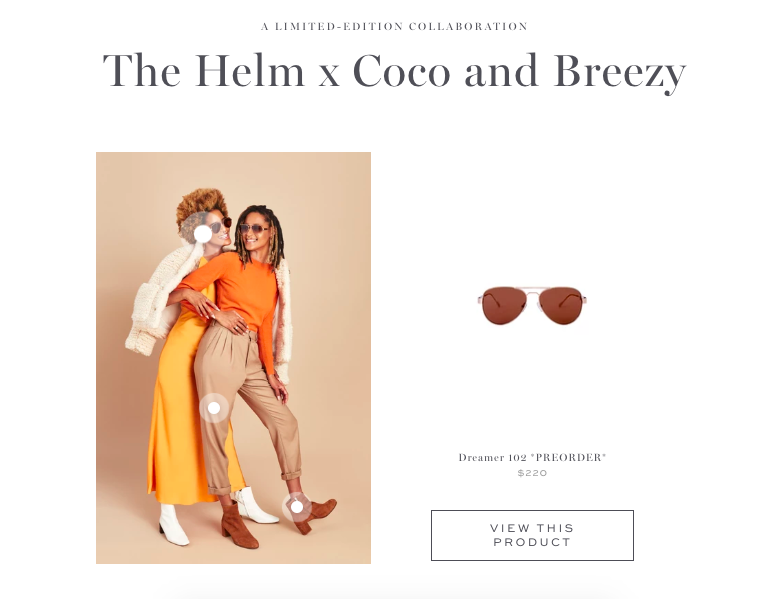 A LIMITED-EDITION COLLABORATION
The Helm x Coco and Breezy
Dreamer 102 "PREORDER"
$220
VIEW THIS
PRODUCT